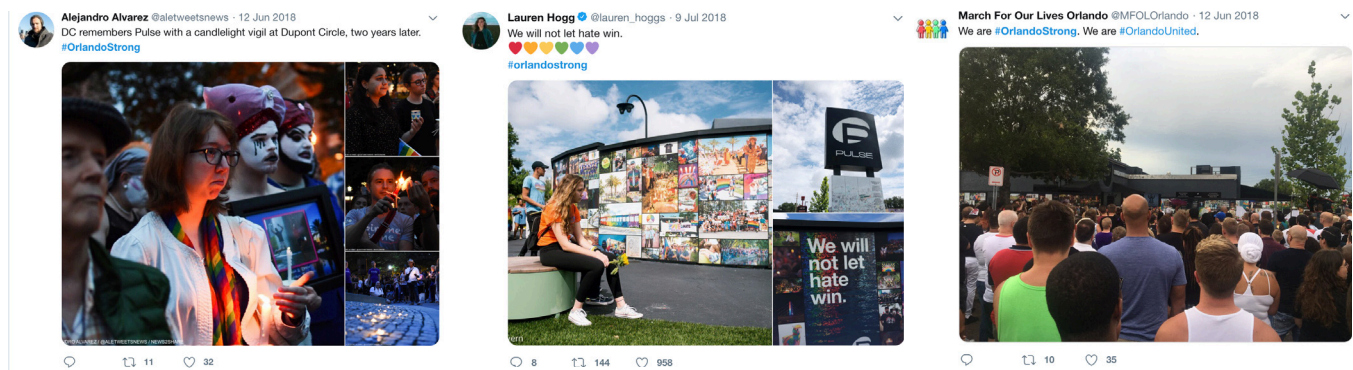 Alejandro Alvarez @aletweetsnews · 12 Jun 2018
DC remembers Pulse with a candlelight vigil at Dupont Circle, two years later.
#OrlandoStrong
11 32
Lauren Hogg @lauren_hoggs · 9 Jul 2018
We will not let hate win.
#orlandostrong
PULSE
We will
not let
hate
win.
8 144 958
March For Our Lives Orlando @MFOLOrlando · 12 Jun 2018
We are #OrlandoStrong. We are #OrlandoUnited.
10 35